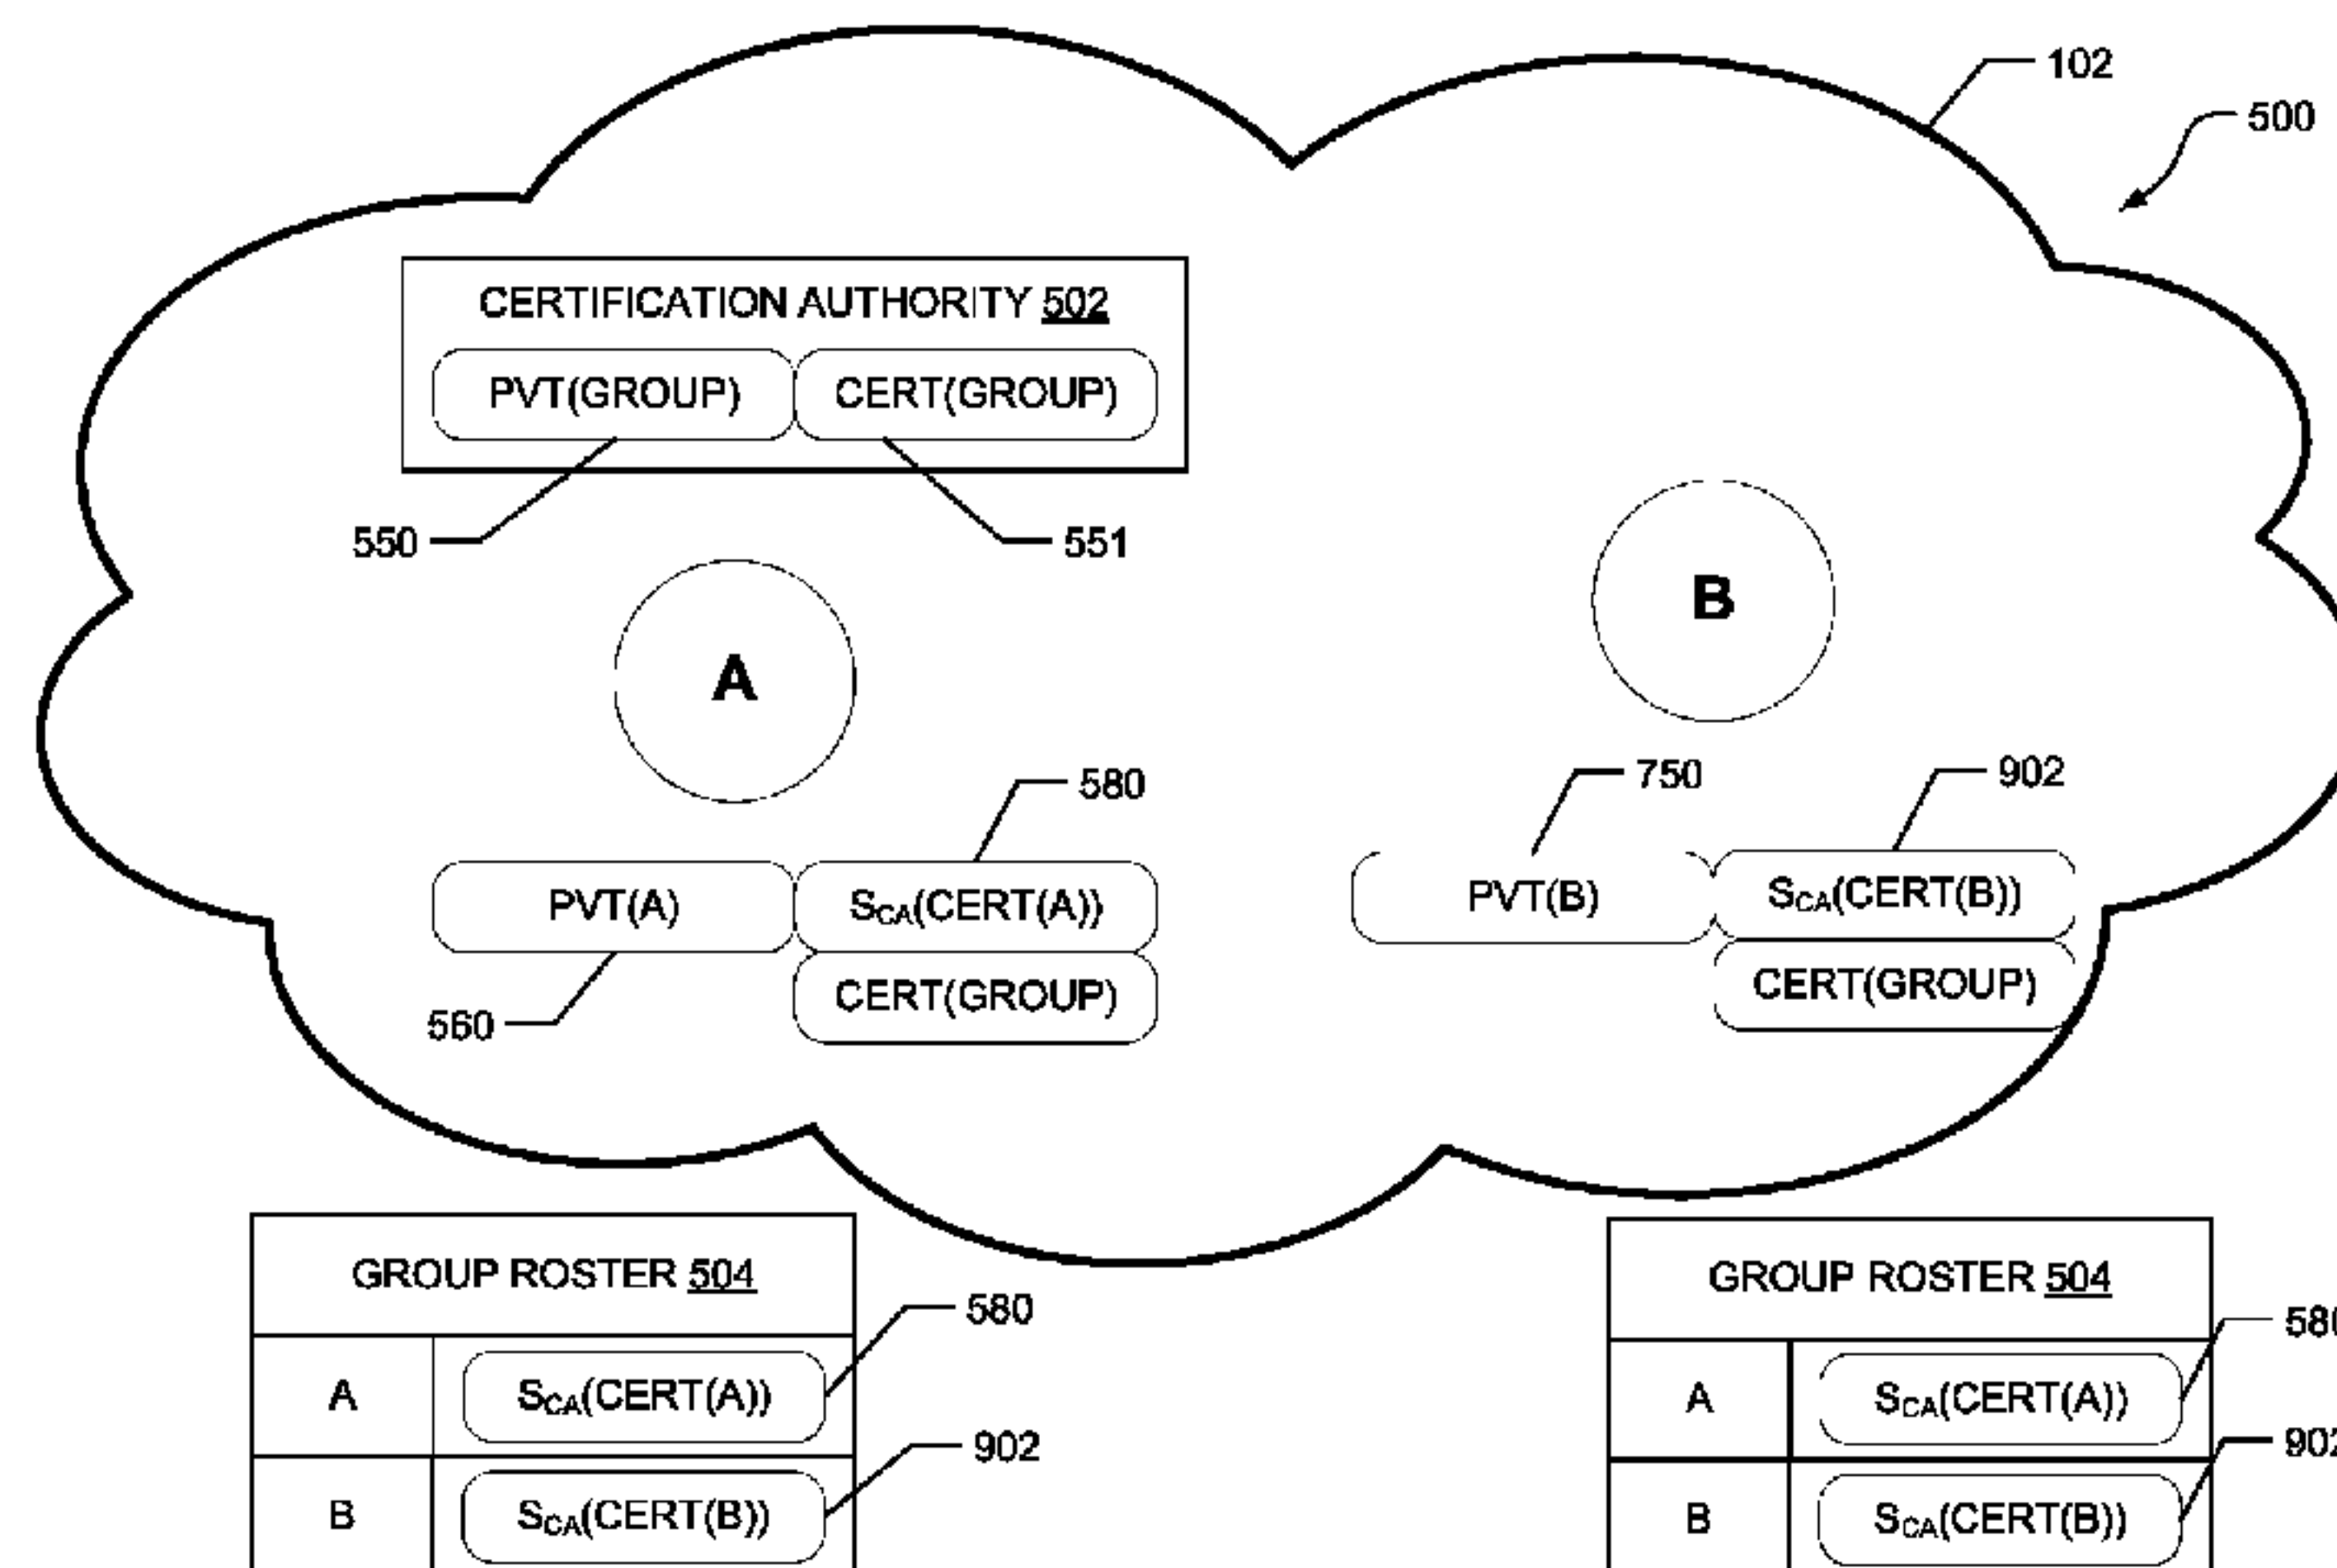 102
500
CERTIFICATION AUTHORITY 502
PVT(GROUP) CERT(GROUP)
550 551
B
A
580 750 902
PVT(A) SCA(CERT(A)) PVT(B) SCA(CERT(B))
CERT(GROUP) CERT(GROUP)
560
GROUP ROSTER 504
580
A SCA(CERT(A))
902
B SCA(CERT(B))
GROUP ROSTER 504
580
A SCA(CERT(A))
902
B SCA(CERT(B))